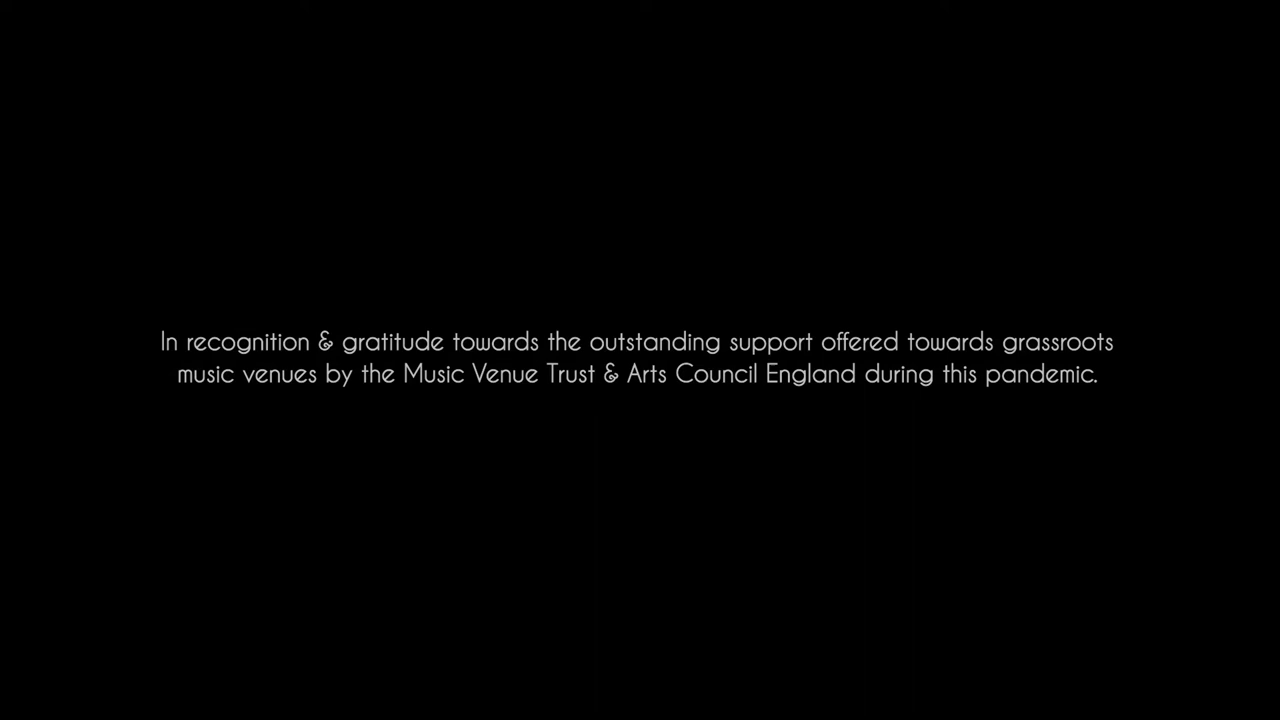 In recognition & gratitude towards the outstanding support offered towards grassroots
music venues by the Music Venue Trust & Arts Council England during this pandemic.